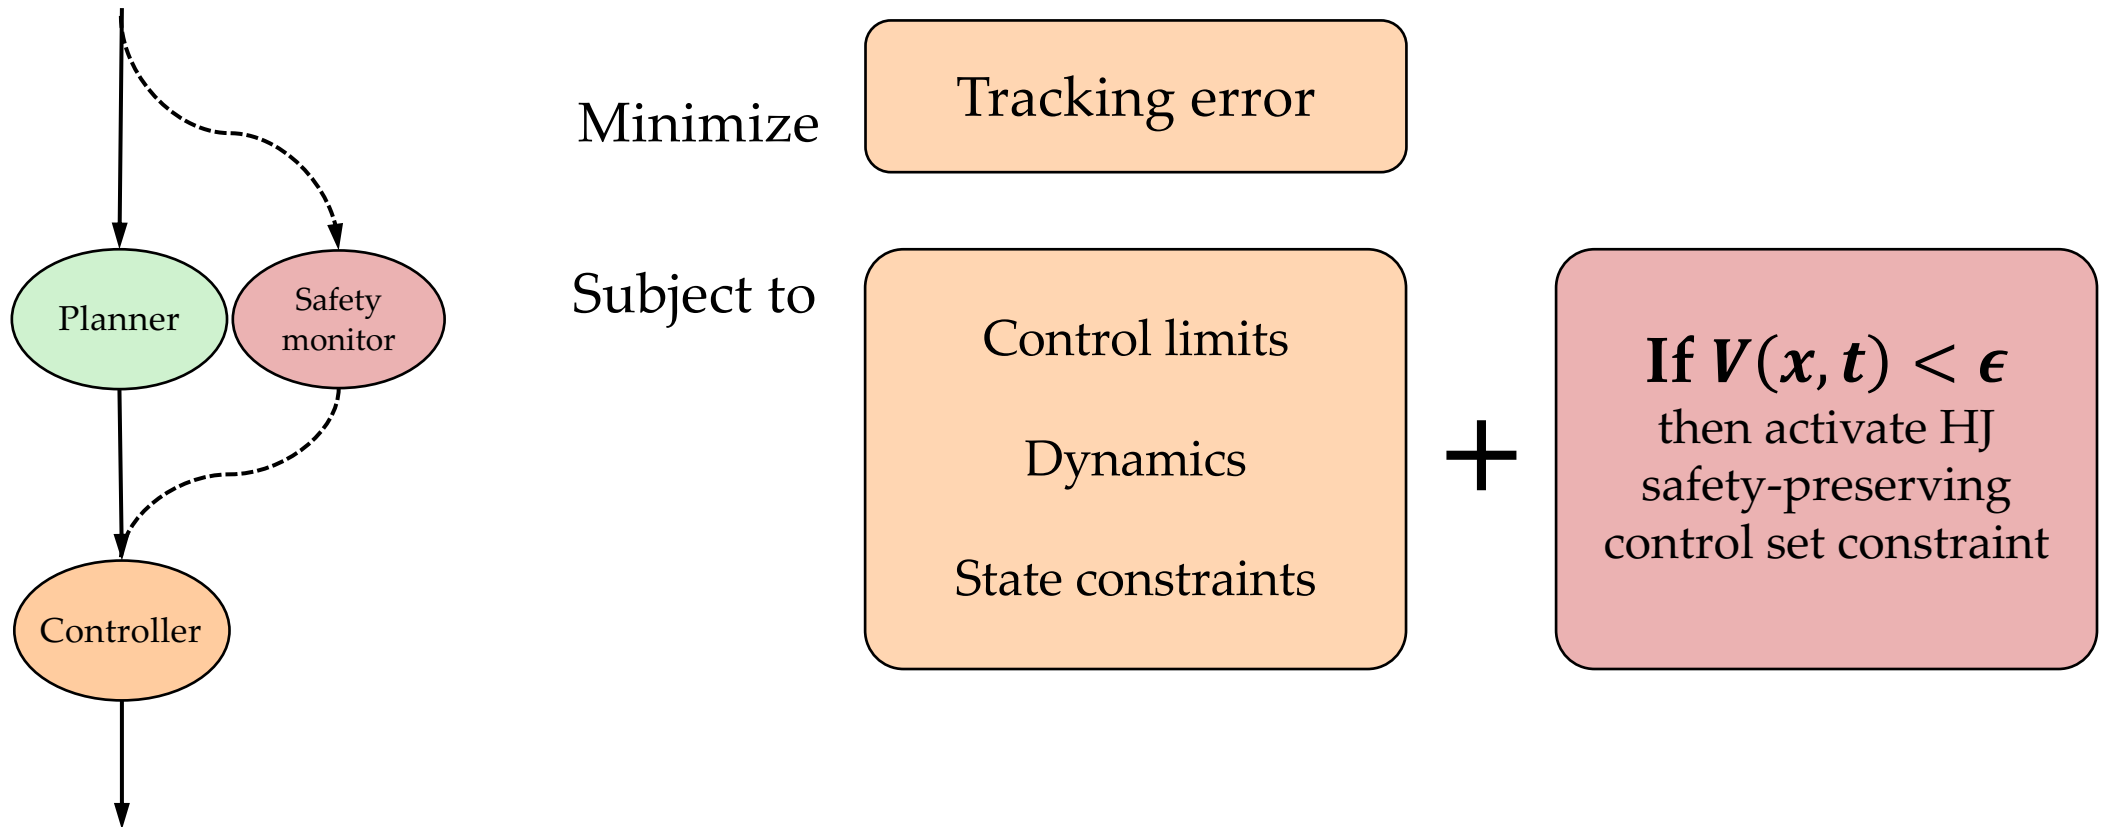 Planner
Safety
monitor
Controller
Minimize
Tracking error
Subject to
Control limits
Dynamics
State constraints
+
If V(x, t) < ϵ
then activate HJ
safety-preserving
control set constraint